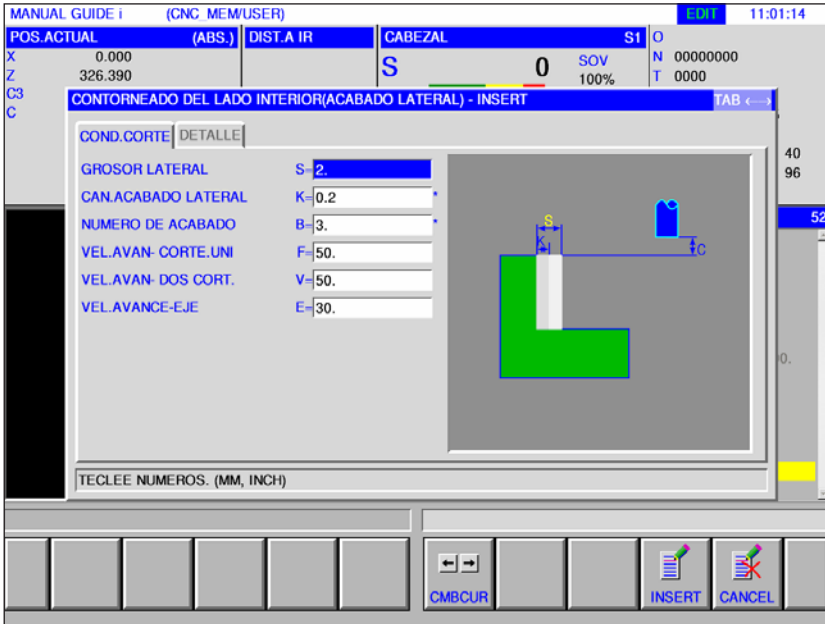 MANUAL GUIDE i (CNC_MEM/USER) EDIT 11:01:14
POS.ACTUAL (ABS.) DIST.A IR CABEZAL S1 O
X 0.000 S 0 SOV N 00000000
Z 326.390 100% T 0000
C3
C
CONTORNEADO DEL LADO INTERIOR(ACABADO LATERAL) - INSERT TAB ←→
COND.CORTE DETALLE
40
96
GROSOR LATERAL S= 2.
CAN.ACABADO LATERAL K= 0.2 *
NUMERO DE ACABADO B= 3. *
VEL.AVAN- CORTE.UNI F= 50.
VEL.AVAN- DOS CORT. V= 50.
VEL.AVANCE-EJE E= 30.
S
K
C
52
0.
TECLEE NUMEROS. (MM, INCH)
CMBCUR INSERT CANCEL